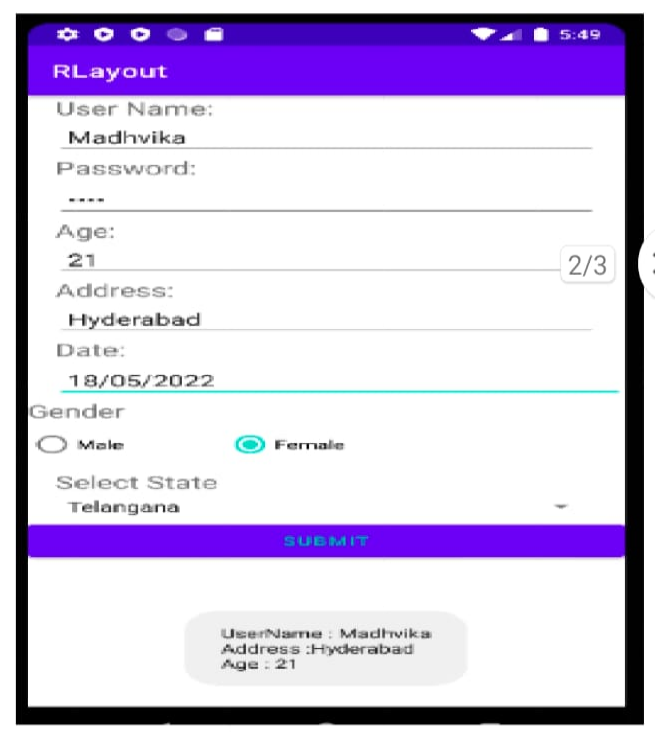 5:49
RLayout
User Name:
Madhvika
Password:
....
Age:
21
2/3
Address:
Hyderabad
Date:
18/05/2022
Gender
Male Female
Select State
Telangana
SUBMIT
UserName : Madhvika
Address :Hyderabad
Age : 21